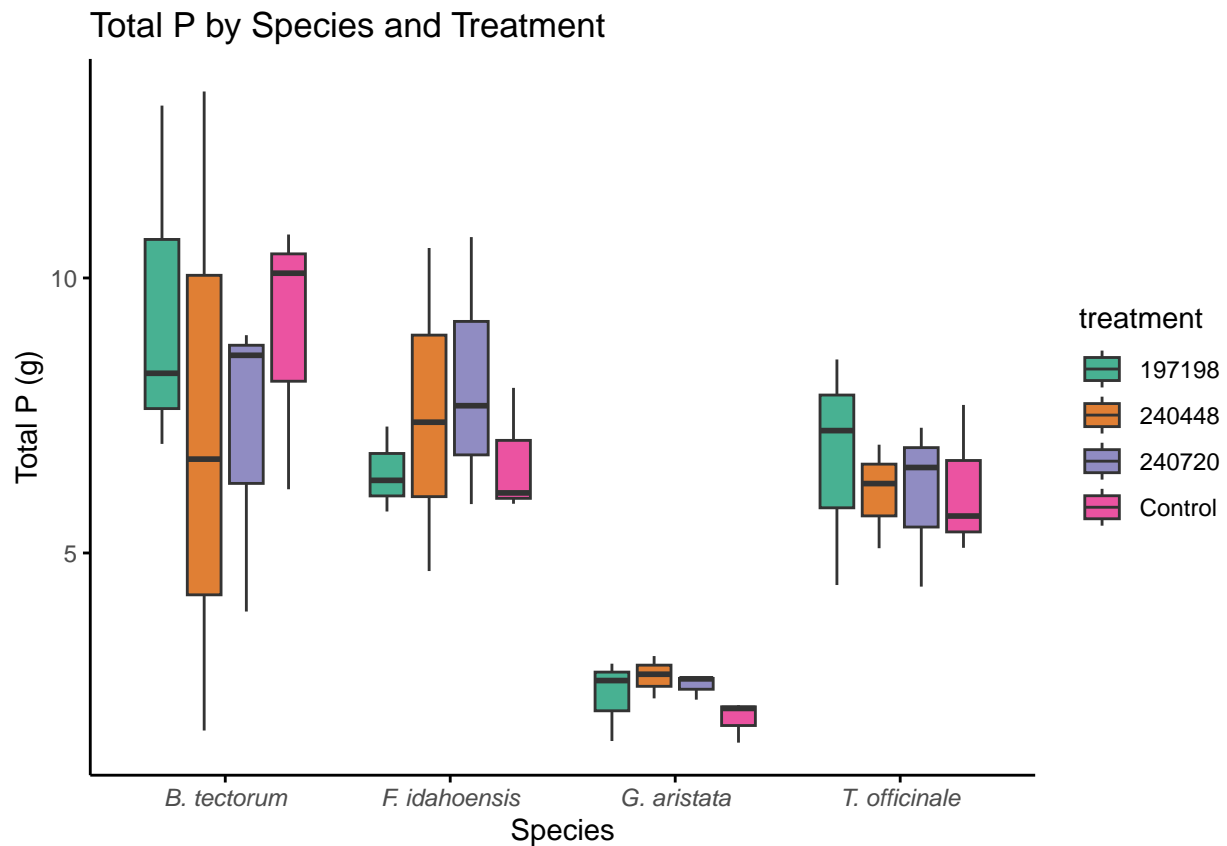 Total P by Species and Treatment
Total P (g)
10
5
B. tectorum
F. idahoensis
G. aristata
T. officinale
Species
treatment
197198
240448
240720
Control